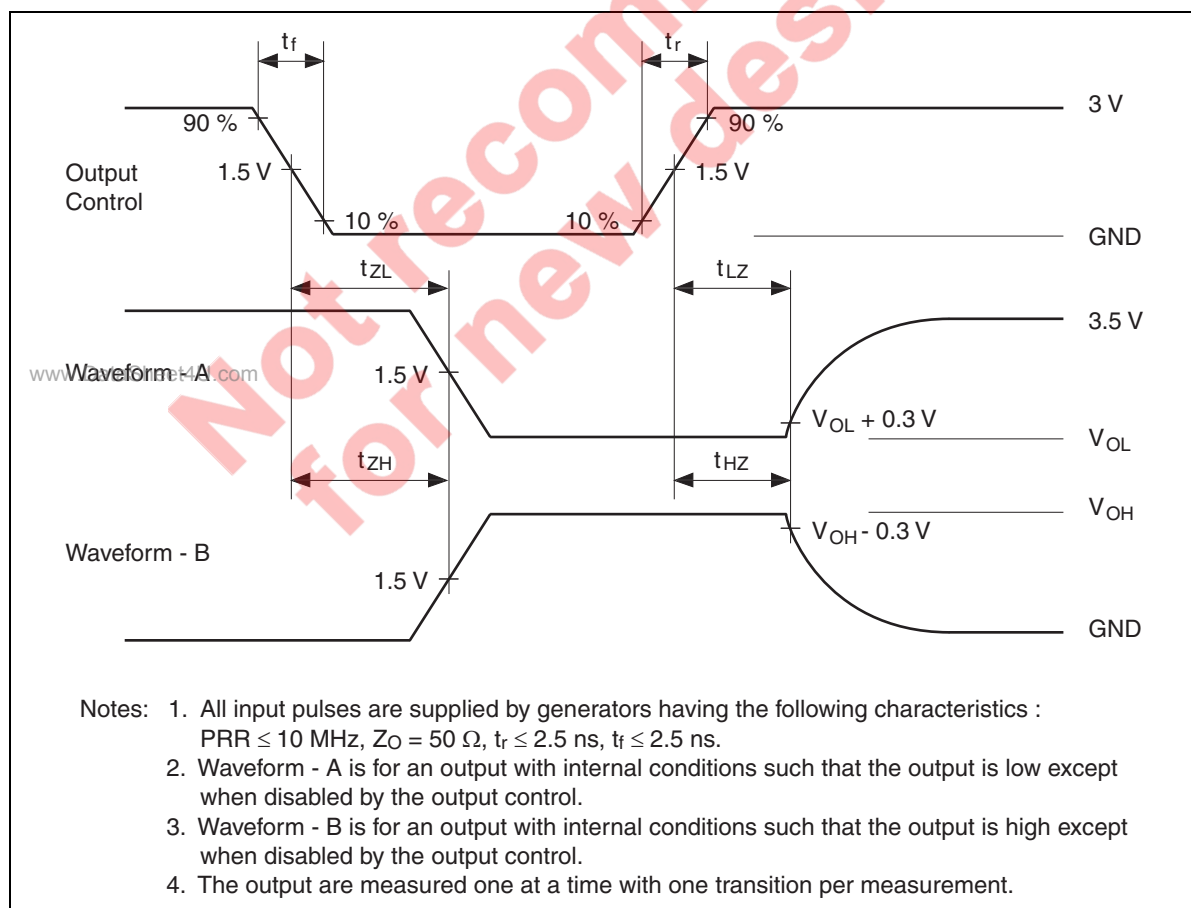 tf
tr
3 V
90 %
90 %
Output
Control
1.5 V
1.5 V
10 %
10 %
GND
tZL
tLZ
3.5 V
www.DataSheet4U.com
Waveform - A
1.5 V
VOL + 0.3 V
VOL
tZH
tHZ
VOH
VOH - 0.3 V
Waveform - B
1.5 V
GND
Not recom
for new desi
Notes: 1. All input pulses are supplied by generators having the following characteristics :
PRR ≤ 10 MHz, ZO = 50 Ω, tr ≤ 2.5 ns, tf ≤ 2.5 ns.
2. Waveform - A is for an output with internal conditions such that the output is low except
when disabled by the output control.
3. Waveform - B is for an output with internal conditions such that the output is high except
when disabled by the output control.
4. The output are measured one at a time with one transition per measurement.